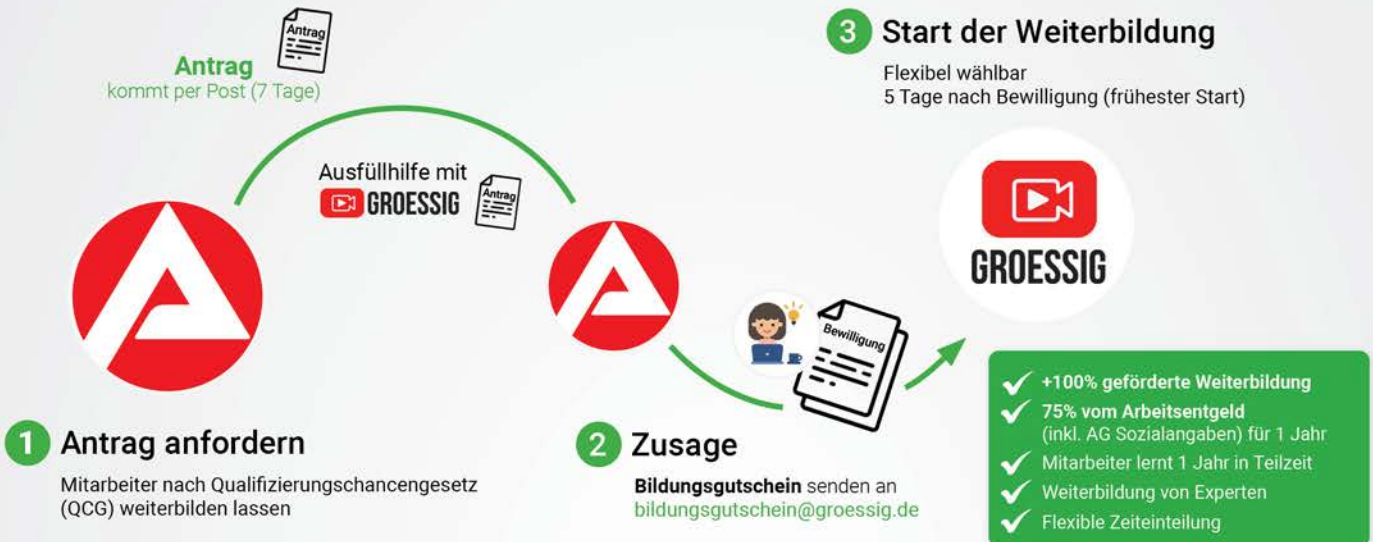 Antrag
Antrag
kommt per Post (7 Tage)
Ausfüllhilfe mit
GROESSIG
Antrag
1 Antrag anfordern
Mitarbeiter nach Qualifizierungschancengesetz
(QCG) weiterbilden lassen
Bewilligung
2 Zusage
Bildungsgutschein senden an
bildungsgutschein@groessig.de
3 Start der Weiterbildung
Flexibel wählbar
5 Tage nach Bewilligung (frühester Start)
GROESSIG
+100% geförderte Weiterbildung
75% vom Arbeitsentgeld
(inkl. AG Sozialangaben) für 1 Jahr
Mitarbeiter lernt 1 Jahr in Teilzeit
Weiterbildung von Experten
Flexible Zeiteinteilung